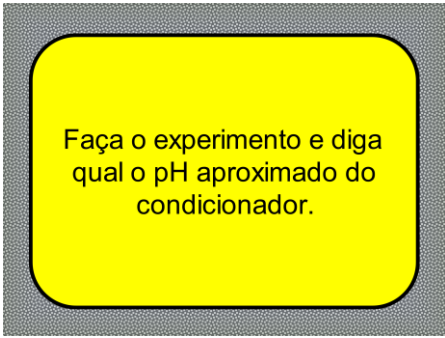 Faça o experimento e diga
qual o pH aproximado do
condicionador.